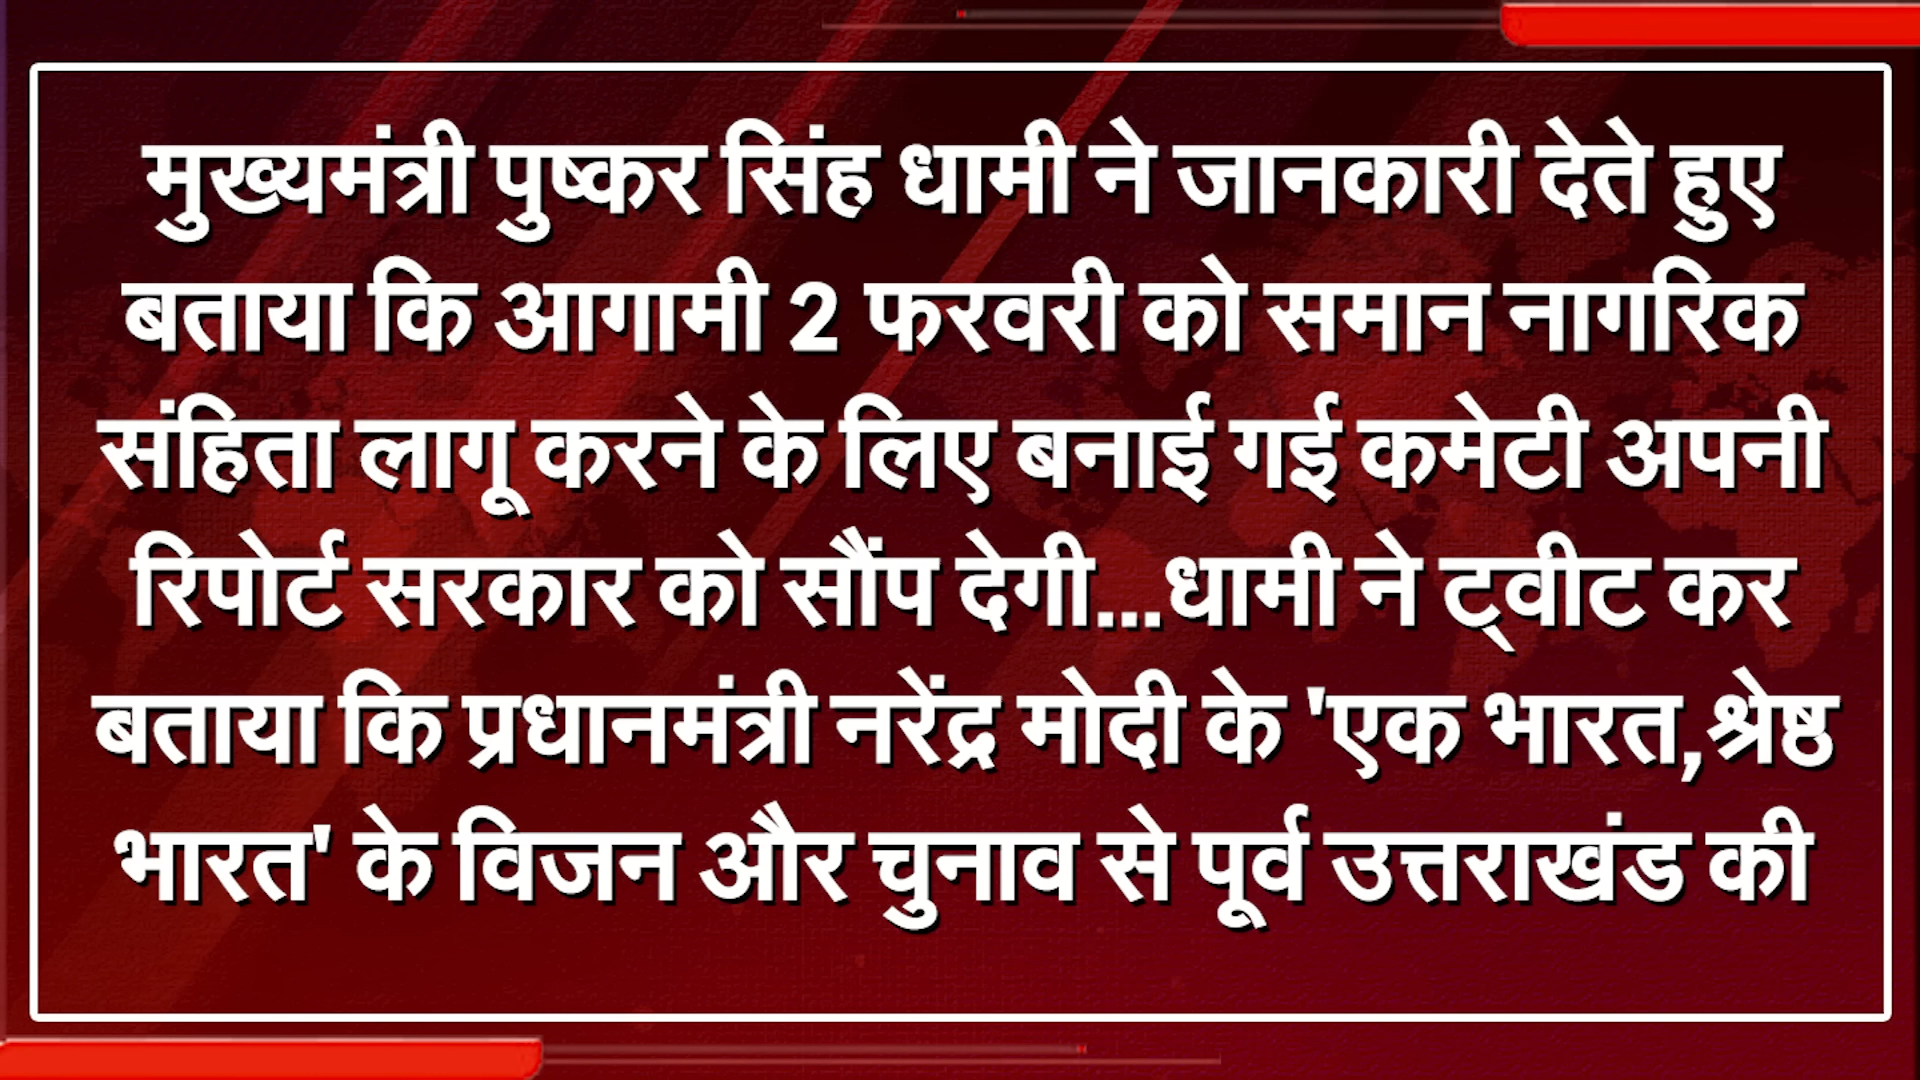 मुख्यमंत्री पुष्कर सिंह धामी ने जानकारी देते हुए
बताया कि आगामी 2 फरवरी को समान नागरिक
संहिता लागू करने के लिए बनाई गई कमेटी अपनी
रिपोर्ट सरकार को सौंप देगी...धामी ने ट्वीट कर
बताया कि प्रधानमंत्री नरेंद्र मोदी के 'एक भारत,श्रेष्ठ
भारत' के विजन और चुनाव से पूर्व उत्तराखंड की